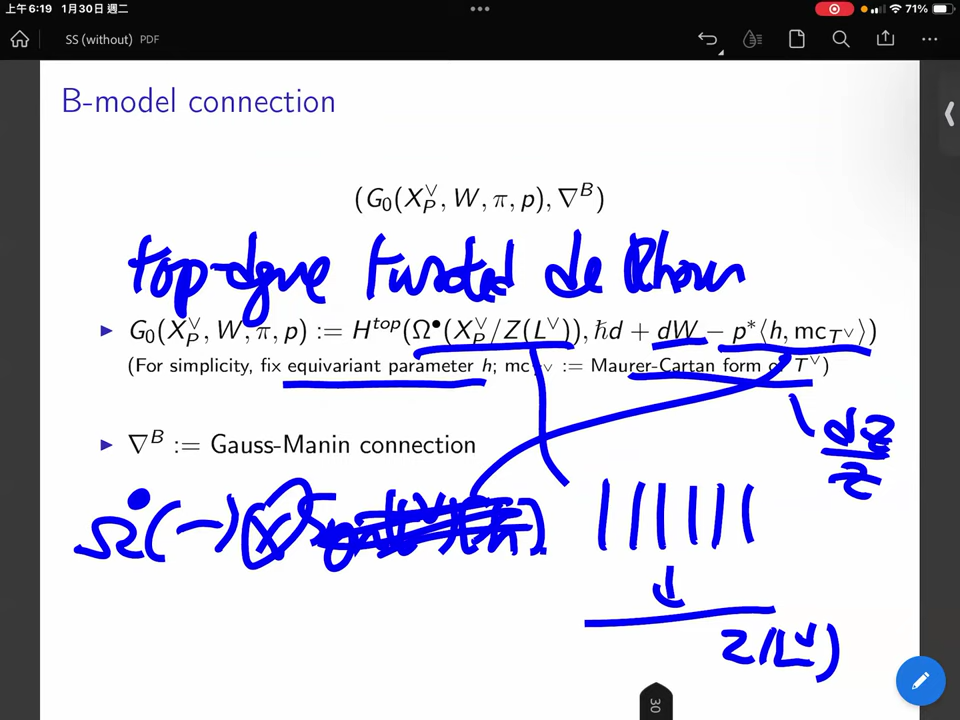 上午6:19 1月30日 週二
71%
SS (without) PDF
B-model connection
(G₀(X_P^∨, W, π, p), ∇^B)
top-degree twisted de Rham
▶ G₀(X_P^∨, W, π, p) := H^top(Ω^•(X_P^∨/Z(L^∨)), ħd + dW − p*⟨h, mc_{T^∨}⟩)
(For simplicity, fix equivariant parameter h; mc_{T^∨} := Maurer-Cartan form of T^∨)
dz/z
▶ ∇^B := Gauss-Manin connection
Ω^•(−)
Z(L^∨)
30